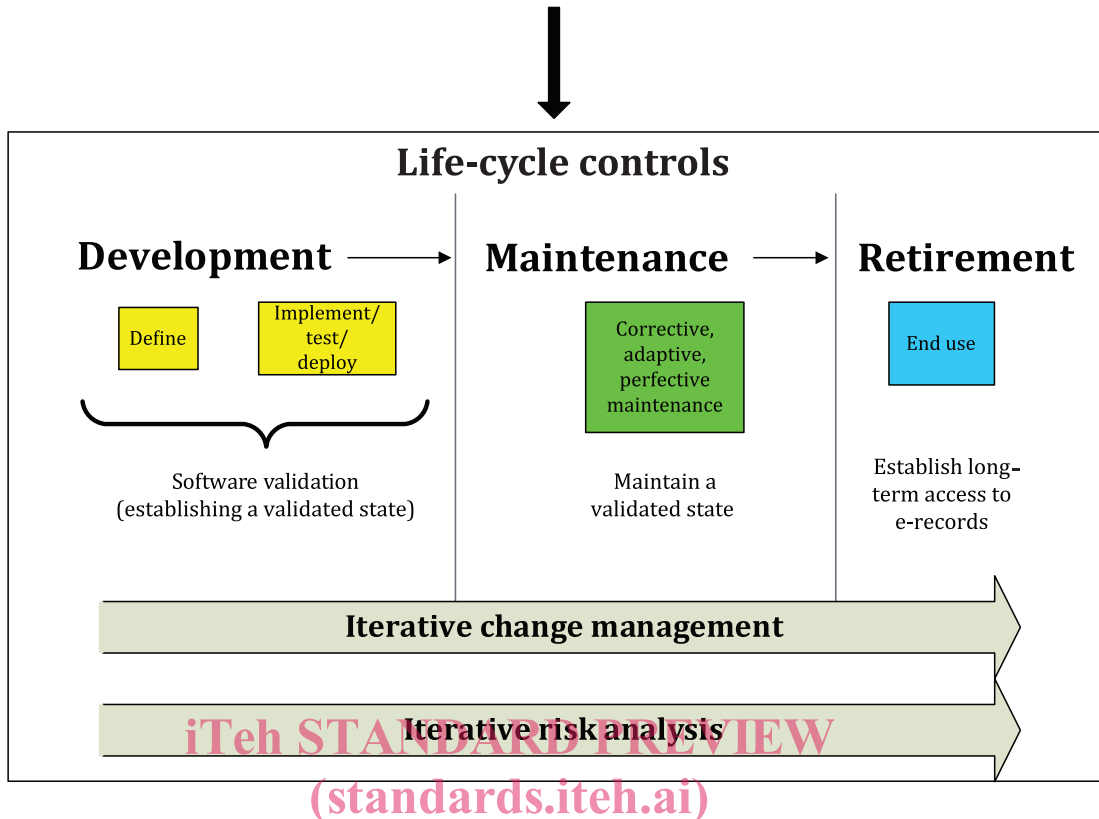 Life-cycle controls
Development
Maintenance
Retirement
Define
Implement/
test/
deploy
Corrective,
adaptive,
perfective
maintenance
End use
Software validation
(establishing a validated state)
Maintain a
validated state
Establish long-
term access to
e-records
Iterative change management
Iterative risk analysis
iTeh STANDARD PREVIEW
(standards.iteh.ai)